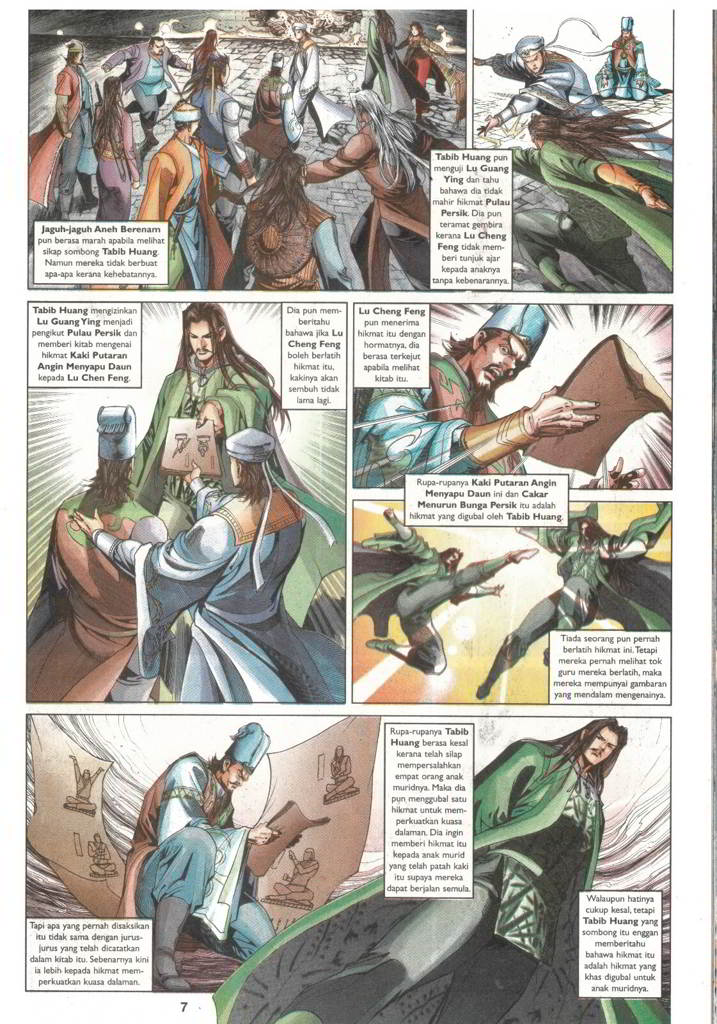 Tabib Huang pun
menguji Lu Guang
Ying dan tahu
bahawa dia tidak
mahir hikmat Pulau
Persik. Dia pun
teramat gembira
kerana Lu Cheng
Feng tidak mem-
beri tunjuk ajar
kepada anaknya
tanpa kebenarannya.
Jaguh-jaguh Aneh Berenam
pun berasa marah apabila melihat
sikap sombong Tabib Huang.
Namun mereka tidak berbuat
apa-apa kerana kehebatannya.
Tabib Huang mengizinkan
Lu Guang Ying menjadi
pengikut Pulau Persik dan
memberi kitab mengenai
hikmat Kaki Putaran
Angin Menyapu Daun
kepada Lu Chen Feng.
Dia pun mem-
beritahu
bahawa jika Lu
Cheng Feng
boleh berlatih
hikmat itu,
kakinya akan
sembuh tidak
lama lagi.
Lu Cheng Feng
pun menerima
hikmat itu dengan
hormatnya, dia
berasa terkejut
apabila melihat
kitab itu.
Rupa-rupanya Kaki Putaran Angin
Menyapu Daun ini dan Cakar
Menurun Bunga Persik itu adalah
hikmat yang digubal oleh Tabib Huang.
Tiada seorang pun pernah
berlatih hikmat ini. Tetapi
mereka pernah melihat tok
guru mereka berlatih, maka
mereka mempunyai gambaran
yang mendalam mengenainya.
Tapi apa yang pernah disaksikan
itu tidak sama dengan jurus-
jurus yang telah dicatatkan
dalam kitab itu. Sebenarnya kini
ia lebih kepada hikmat mem-
perkuatkan kuasa dalaman.
Rupa-rupanya Tabib
Huang berasa kesal
kerana telah silap
mempersalahkan
empat orang anak
muridnya. Maka dia
pun menggubal satu
hikmat untuk mem-
perkuatkan kuasa
dalaman. Dia ingin
memberi hikmat itu
kepada anak murid
yang telah patah kaki
itu supaya mereka
dapat berjalan semula.
Walaupun hatinya
cukup kesal, tetapi
Tabib Huang yang
sombong itu enggan
memberitahu
bahawa hikmat itu
adalah hikmat yang
khas digubal untuk
anak muridnya.
7